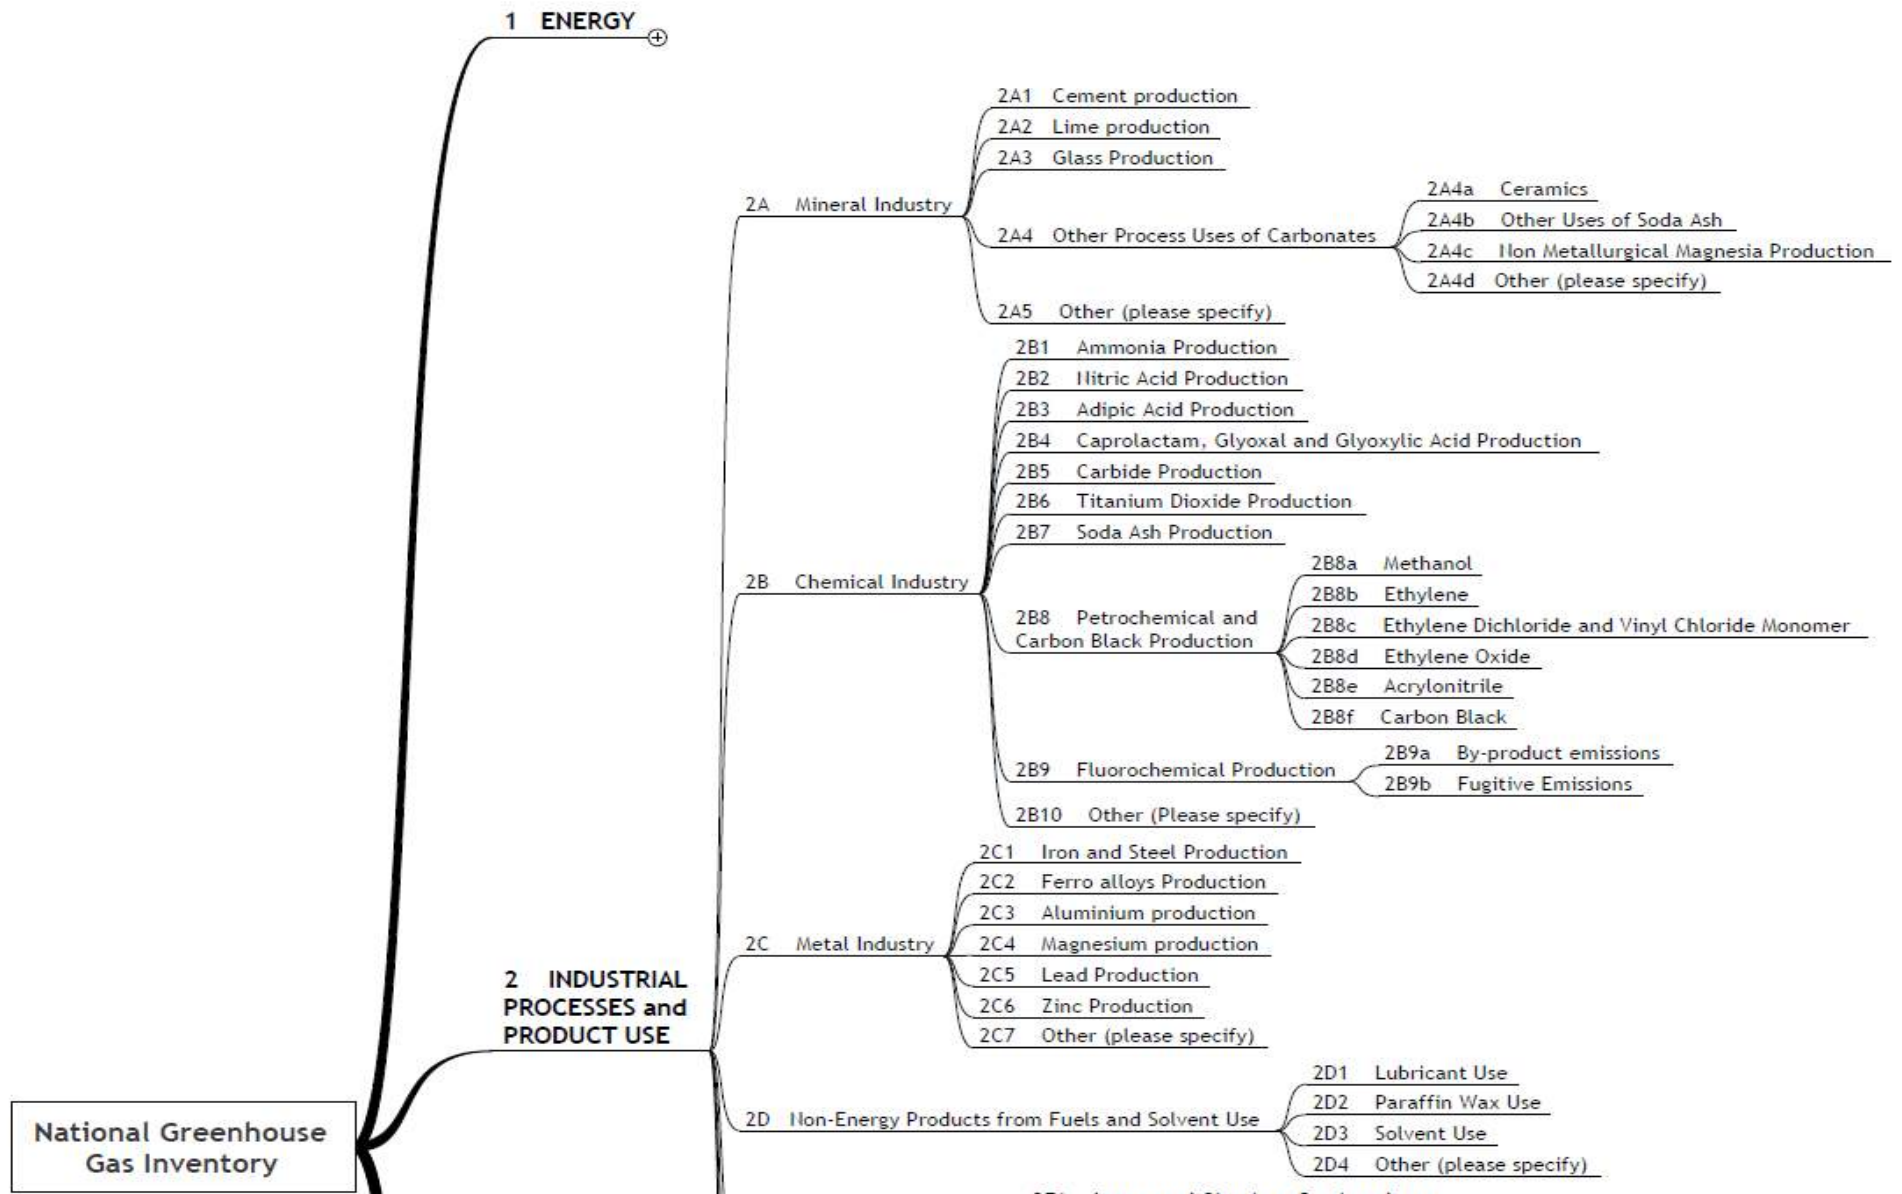 1 ENERGY
2A1 Cement production
2A2 Lime production
2A3 Glass Production
2A Mineral Industry
2A4 Other Process Uses of Carbonates
2A4a Ceramics
2A4b Other Uses of Soda Ash
2A4c Non Metallurgical Magnesia Production
2A4d Other (please specify)
2A5 Other (please specify)
2B1 Ammonia Production
2B2 Nitric Acid Production
2B3 Adipic Acid Production
2B4 Caprolactam, Glyoxal and Glyoxylic Acid Production
2B5 Carbide Production
2B6 Titanium Dioxide Production
2B7 Soda Ash Production
2B Chemical Industry
2B8 Petrochemical and
Carbon Black Production
2B8a Methanol
2B8b Ethylene
2B8c Ethylene Dichloride and Vinyl Chloride Monomer
2B8d Ethylene Oxide
2B8e Acrylonitrile
2B8f Carbon Black
2B9 Fluorochemical Production
2B9a By-product emissions
2B9b Fugitive Emissions
2B10 Other (Please specify)
2C1 Iron and Steel Production
2C2 Ferro alloys Production
2C3 Aluminium production
2C Metal Industry
2C4 Magnesium production
2C5 Lead Production
2C6 Zinc Production
2C7 Other (please specify)
2 INDUSTRIAL
PROCESSES and
PRODUCT USE
2D Non-Energy Products from Fuels and Solvent Use
2D1 Lubricant Use
2D2 Paraffin Wax Use
2D3 Solvent Use
2D4 Other (please specify)
National Greenhouse
Gas Inventory